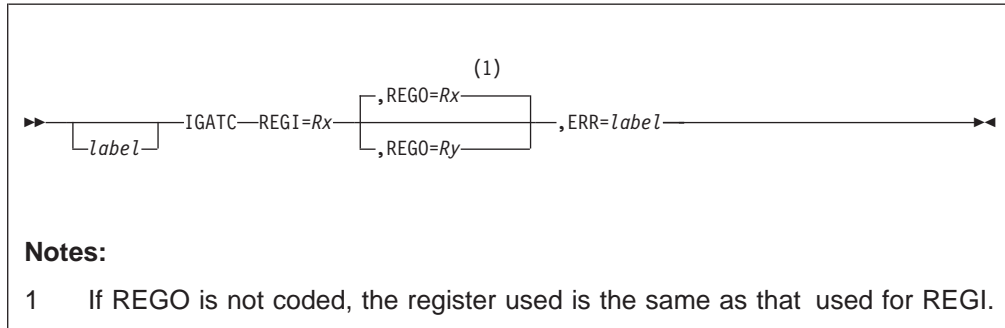 (1)
,REGO=Rx
IGATC REGI=Rx ,ERR=label
label ,REGO=Ry
Notes:
1 If REGO is not coded, the register used is the same as that used for REGI.